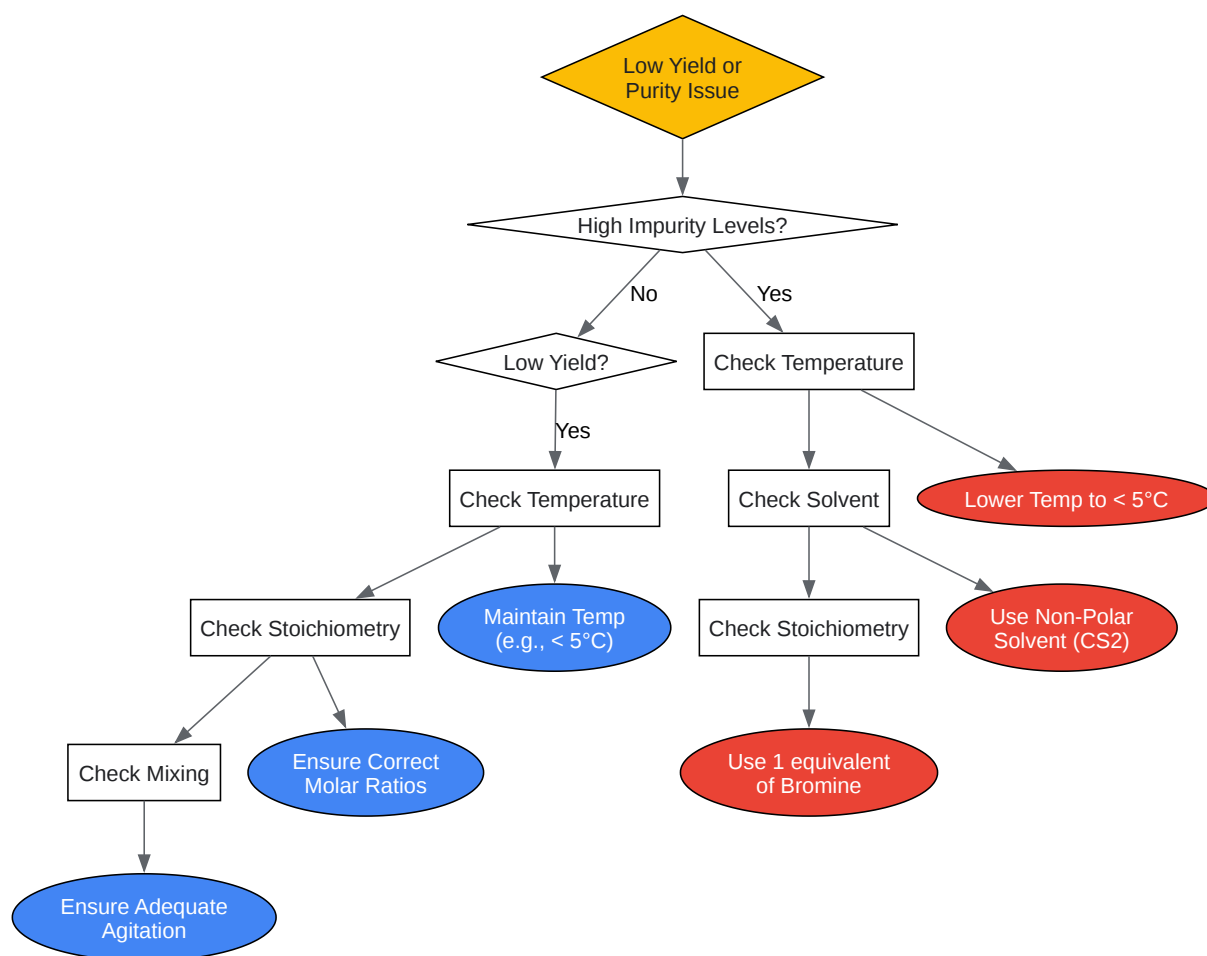 Low Yield or
Purity Issue
High Impurity Levels?
No
Yes
Low Yield?
Check Temperature
Yes
Check Temperature
Check Solvent
Lower Temp to < 5°C
Check Stoichiometry
Maintain Temp
(e.g., < 5°C)
Check Stoichiometry
Use Non-Polar
Solvent (CS2)
Check Mixing
Ensure Correct
Molar Ratios
Use 1 equivalent
of Bromine
Ensure Adequate
Agitation